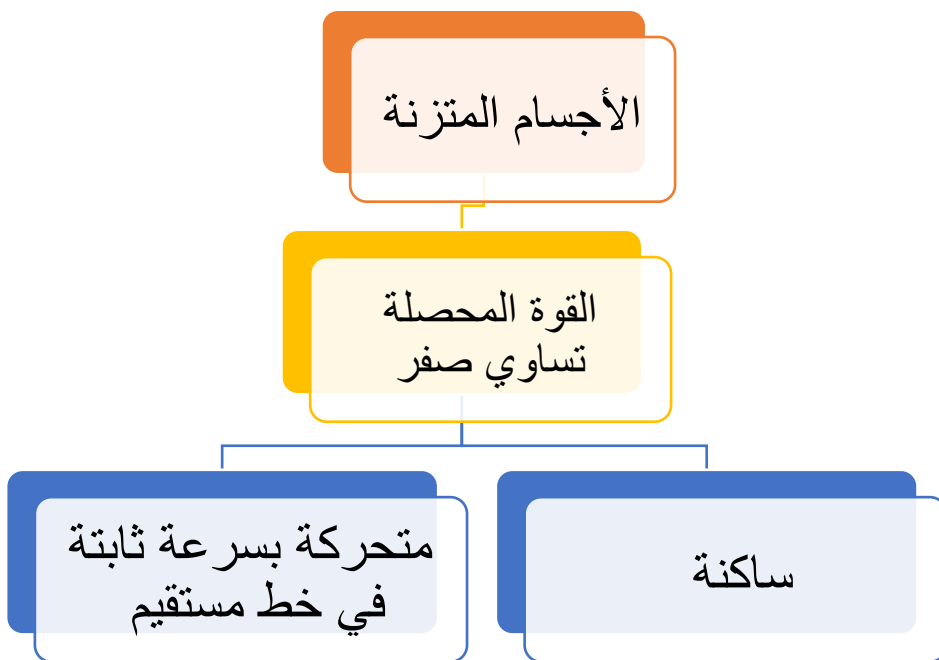 الأجسام المتزنة
القوة المحصلة
تساوي صفر
ساكنة
متحركة بسرعة ثابتة
في خط مستقيم